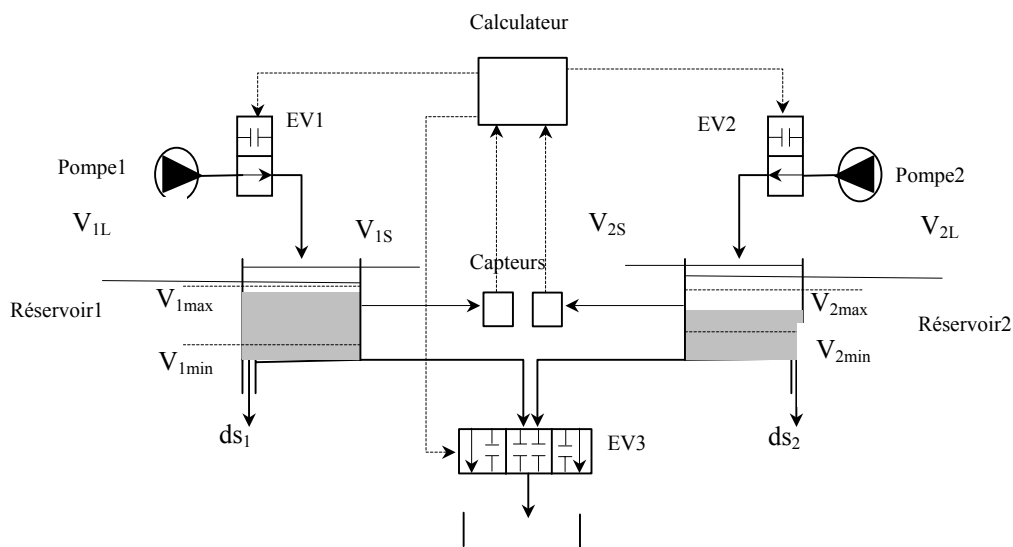 Calculateur
EV1
EV2
Pompe1
Pompe2
V1L
V1S
V2S
V2L
Capteurs
Réservoir1
V1max
V2max
Réservoir2
V1min
V2min
ds1
EV3
ds2